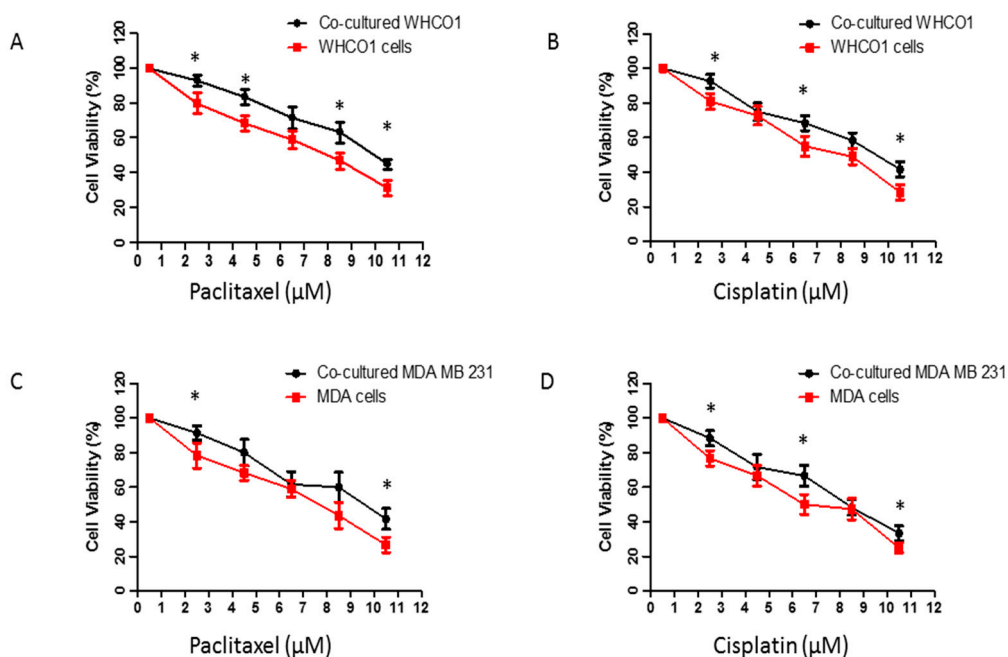 A
Co-cultured WHCO1
WHCO1 cells
*
*
*
*
Cell Viability (%)
120
100
80
60
40
20
0
0 1 2 3 4 5 6 7 8 9 10 11 12
Paclitaxel (μM)
B
Co-cultured WHCO1
WHCO1 cells
*
*
*
Cell Viability (%)
120
100
80
60
40
20
0
0 1 2 3 4 5 6 7 8 9 10 11 12
Cisplatin (μM)
C
Co-cultured MDA MB 231
MDA cells
*
*
Cell Viability (%)
120
100
80
60
40
20
0
0 1 2 3 4 5 6 7 8 9 10 11 12
Paclitaxel (μM)
D
Co-cultured MDA MB 231
MDA cells
*
*
*
Cell Viability (%)
120
100
80
60
40
20
0
0 1 2 3 4 5 6 7 8 9 10 11 12
Cisplatin (μM)